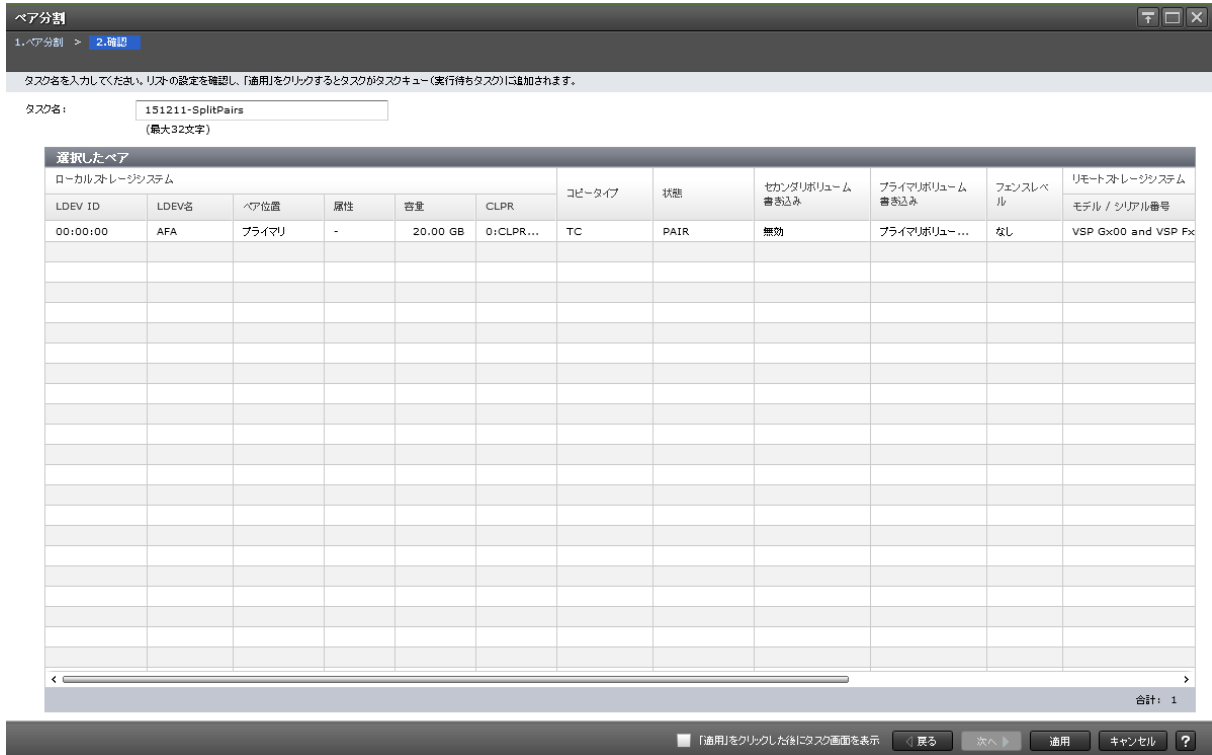 ペア分割
1.ペア分割 > 2.確認
タスク名を入力してください。リストの設定を確認し、「適用」をクリックするとタスクがタスクキュー(実行待ちタスク)に追加されます。
タスク名: 151211-SplitPairs
(最大32文字)
選択したペア
ローカルストレージシステム コピータイプ 状態 セカンダリボリューム書き込み プライマリボリューム書き込み フェンスレベル リモートストレージシステム
LDEV ID LDEV名 ペア位置 属性 容量 CLPR モデル / シリアル番号
00:00:00 AFA プライマリ - 20.00 GB 0:CLPR... TC PAIR 無効 プライマリボリュー... なし VSP Gx00 and VSP Fx
合計: 1
「適用」をクリックした後にタスク画面を表示 戻る 次へ 適用 キャンセル ?